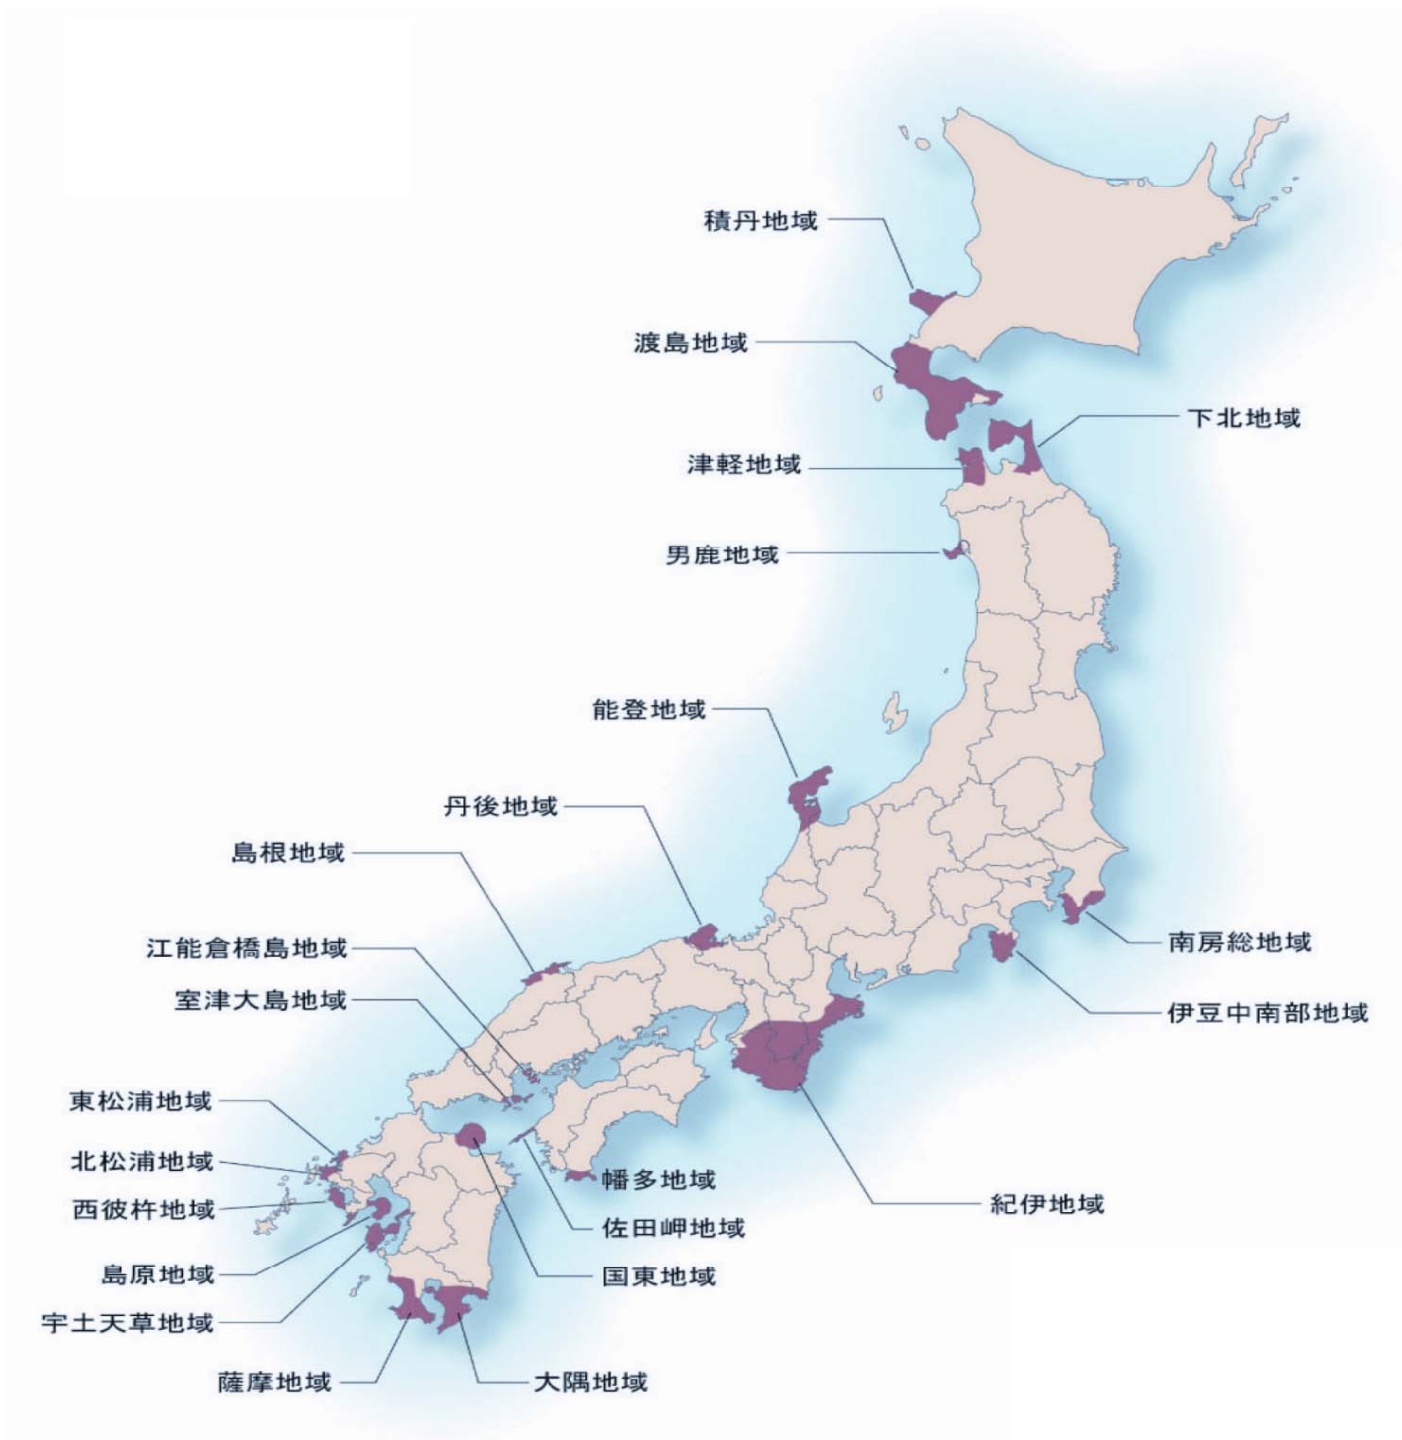 積丹地域
渡島地域
下北地域
津軽地域
男鹿地域
能登地域
丹後地域
島根地域
南房総地域
江能倉橋島地域
室津大島地域
伊豆中南部地域
東松浦地域
北松浦地域
幡多地域
紀伊地域
西彼杵地域
佐田岬地域
島原地域
国東地域
宇土天草地域
薩摩地域
大隅地域